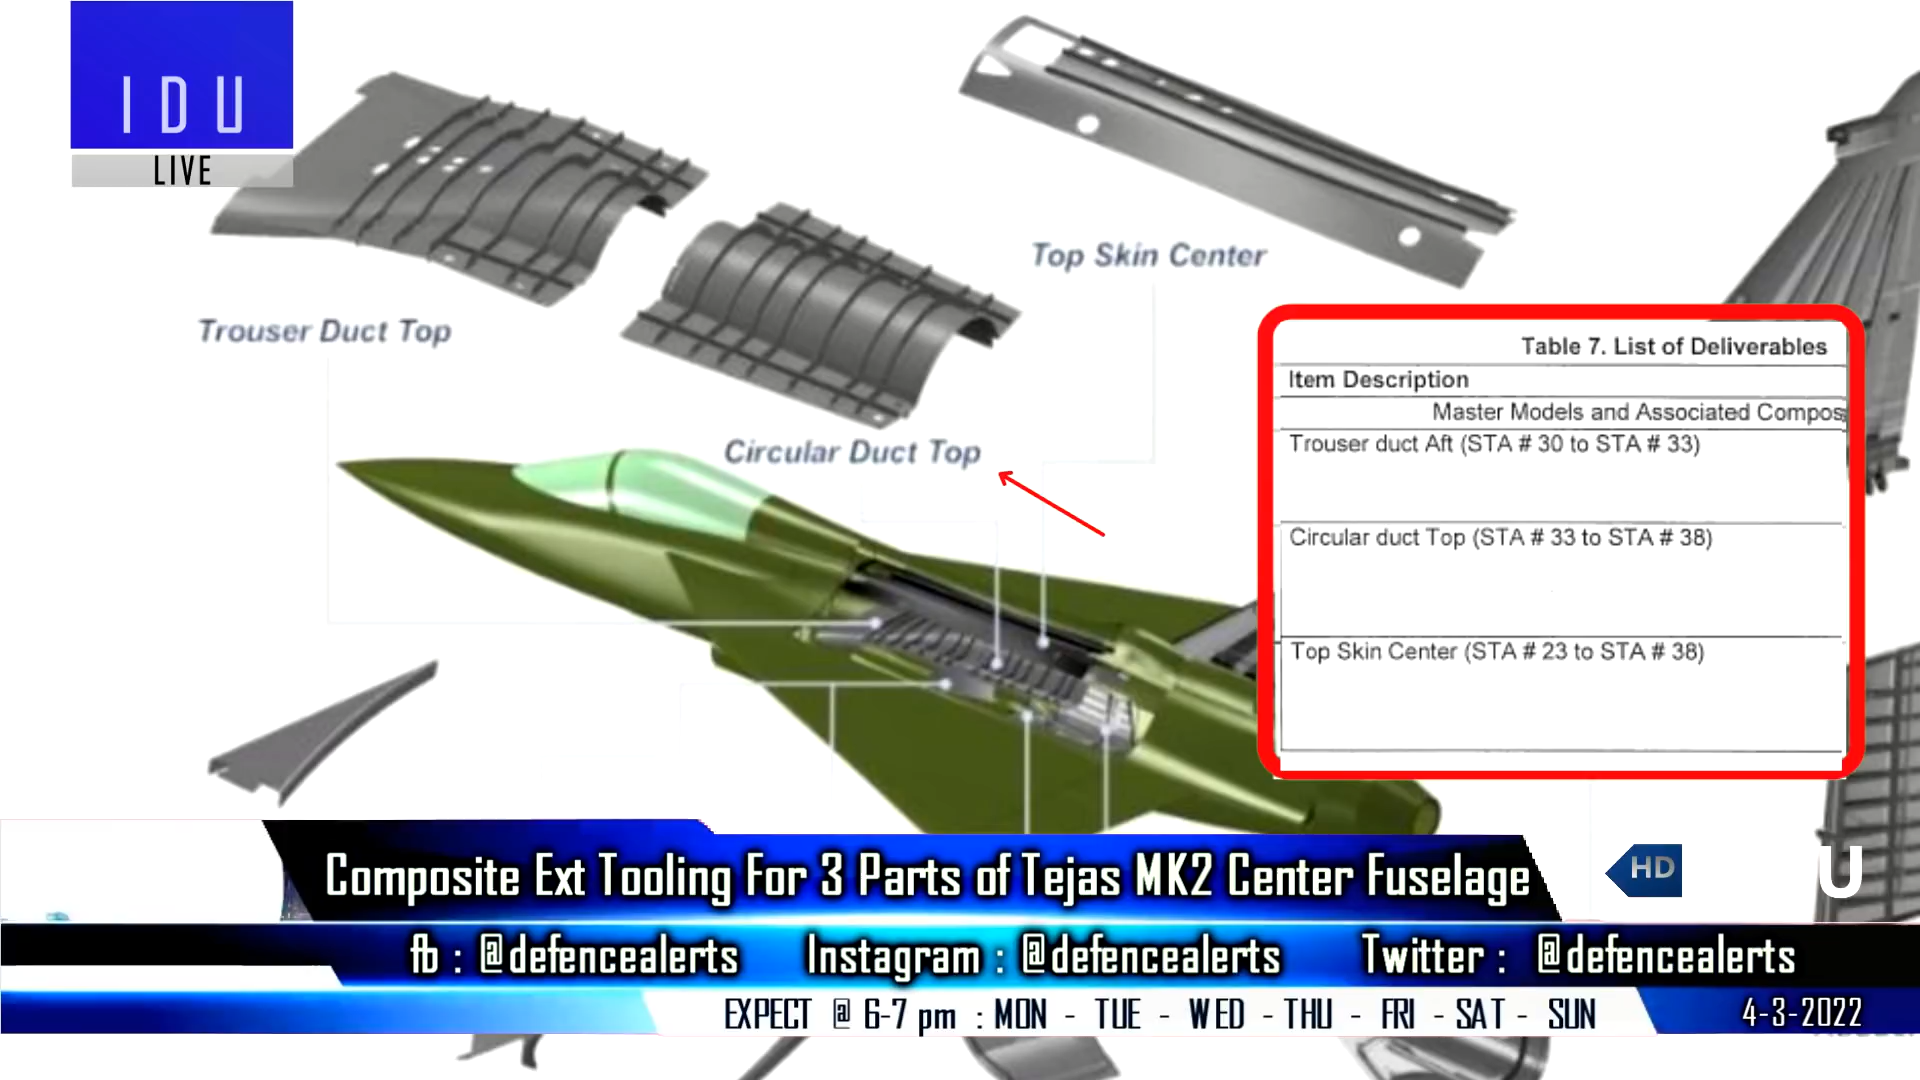 IDU
LIVE
Top Skin Center
Trouser Duct Top
Circular Duct Top
Table 7. List of Deliverables
Item Description
Master Models and Associated Compos
Trouser duct Aft (STA # 30 to STA # 33)
Circular duct Top (STA # 33 to STA # 38)
Top Skin Center (STA # 23 to STA # 38)
Composite Ext Tooling For 3 Parts of Tejas MK2 Center Fuselage
HD
U
fb : @defencealerts Instagram : @defencealerts Twitter : @defencealerts
EXPECT @ 6-7 pm : MON - TUE - WED - THU - FRI - SAT - SUN
4-3-2022